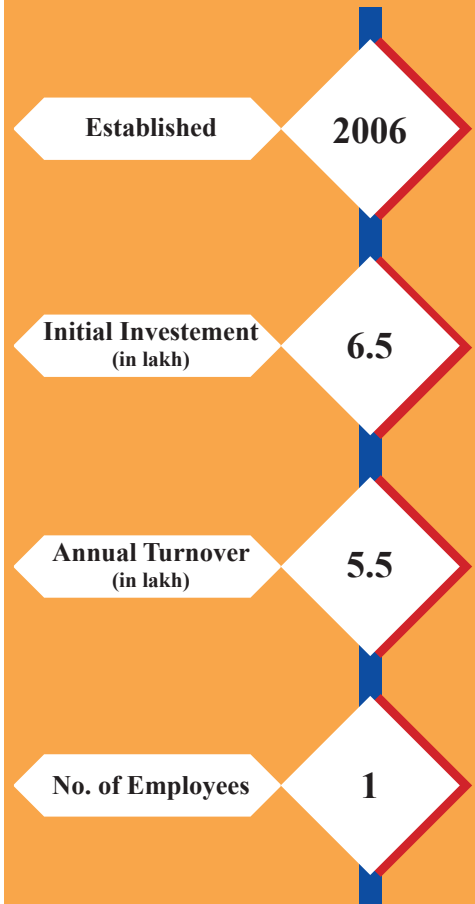 Established
2006
Initial Investement
(in lakh)
6.5
Annual Turnover
(in lakh)
5.5
No. of Employees
1